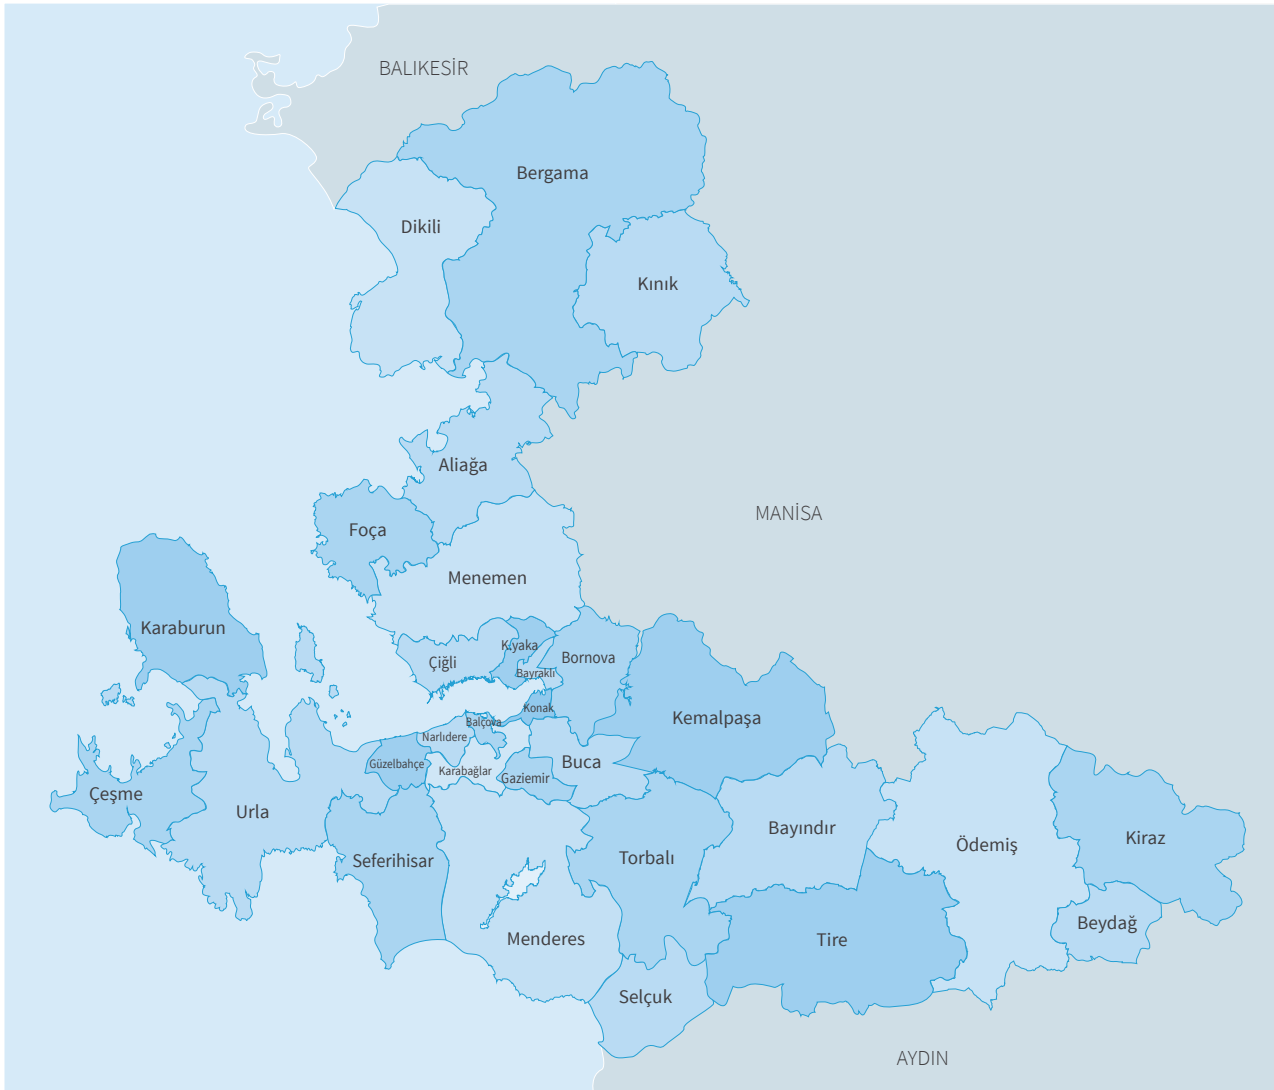 BALIKESİR
Bergama
Dikili
Kınık
Aliağa
MANİSA
Foça
Menemen
Karaburun
K.yaka
Bornova
Çiğli
Bayraklı
Konak
Kemalpaşa
Balçova
Narlıdere
Güzelbahçe
Buca
Karabağlar
Gaziemir
Çeşme
Urla
Bayındır
Kiraz
Ödemiş
Torbalı
Seferihisar
Beydağ
Menderes
Tire
Selçuk
AYDIN